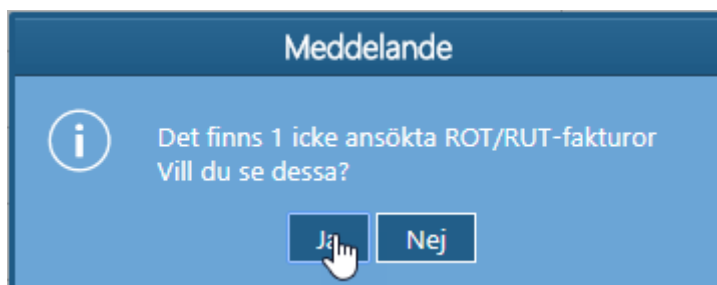 Meddelande
Det finns 1 icke ansökta ROT/RUT-fakturor
Vill du se dessa?
Ja Nej